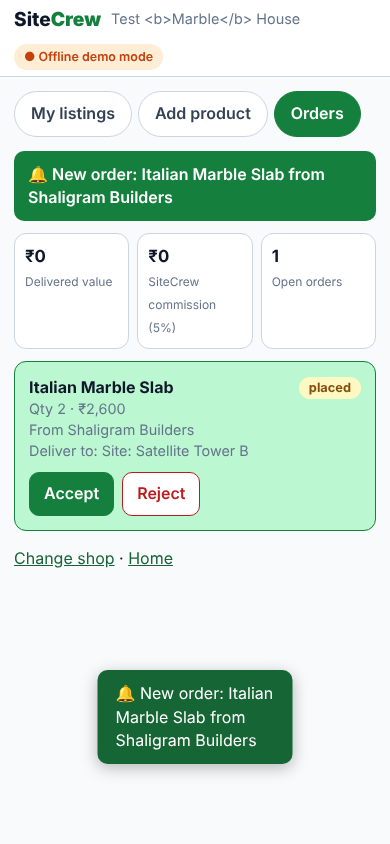 SiteCrew Test <b>Marble</b> House
● Offline demo mode
My listings Add product Orders
🔔 New order: Italian Marble Slab from
Shaligram Builders
₹0 ₹0 1
Delivered value SiteCrew Open orders
commission
(5%)
Italian Marble Slab placed
Qty 2 · ₹2,600
From Shaligram Builders
Deliver to: Site: Satellite Tower B
Accept Reject
Change shop · Home
🔔 New order: Italian
Marble Slab from
Shaligram Builders